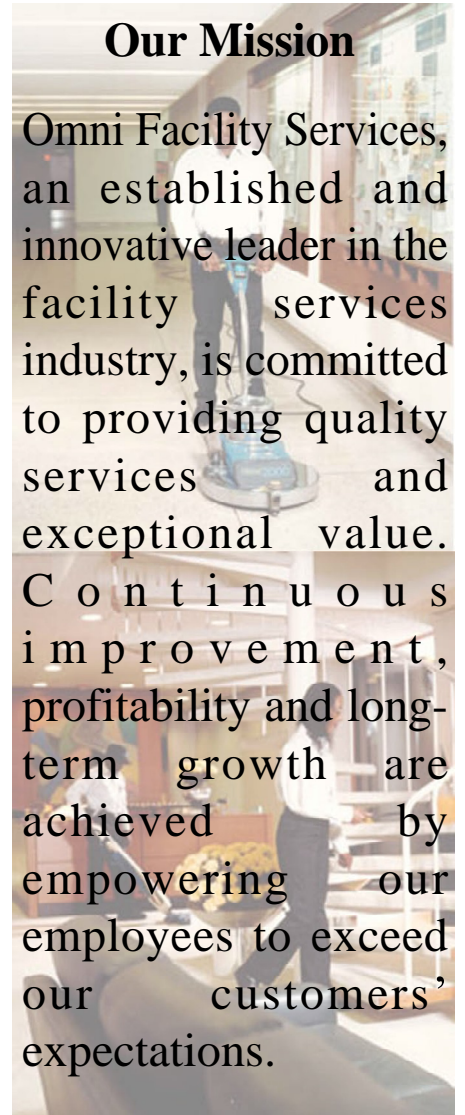 Our Mission
Omni Facility Services,
an established and
innovative leader in the
facility services
industry, is committed
to providing quality
services and
exceptional value.
Continuous
improvement,
profitability and long-
term growth are
achieved by
empowering our
employees to exceed
our customers’
expectations.